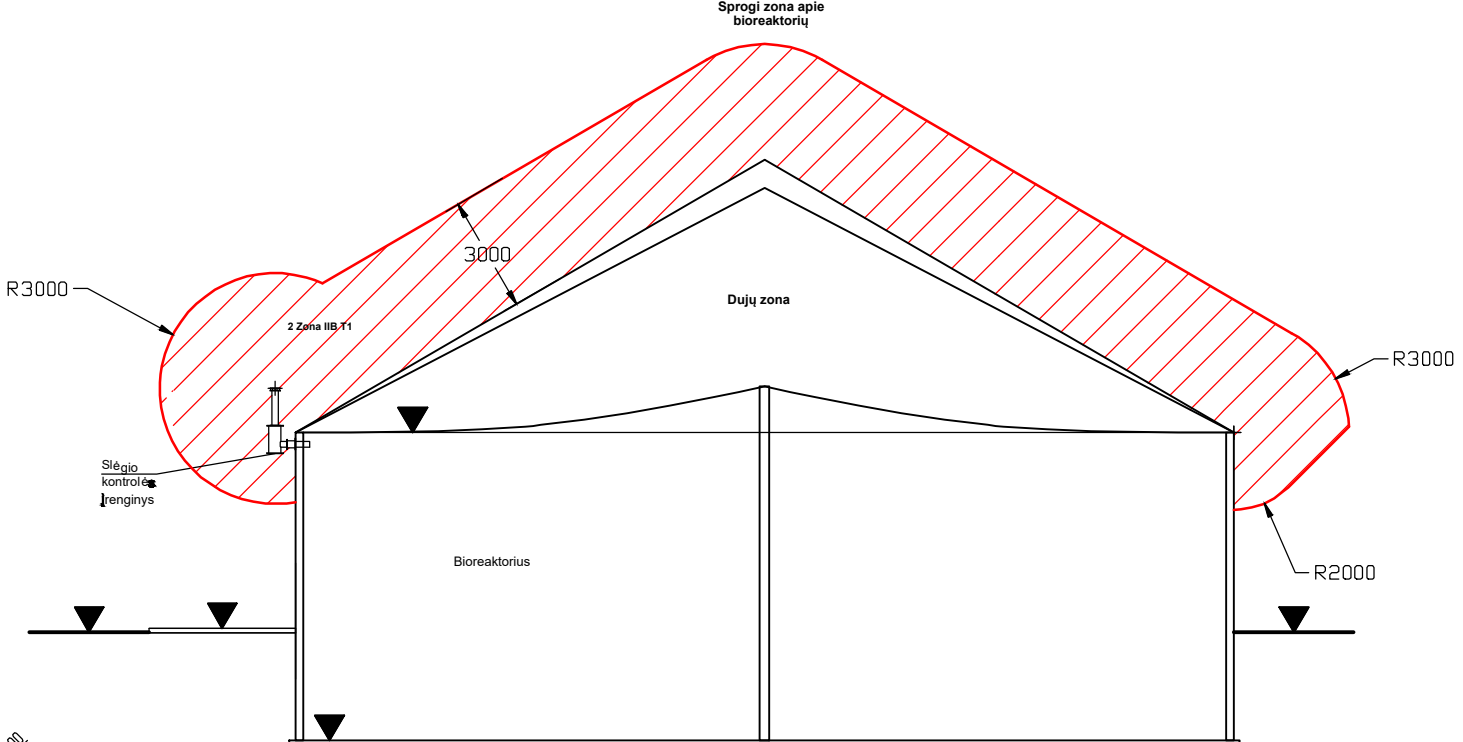 Sprogi zona apie
bioreaktorių
3000
R3000
Dujų zona
2 Zona IIB T1
R3000
Slėgio
kontrolės
Įrenginys
Bioreaktorius
R2000